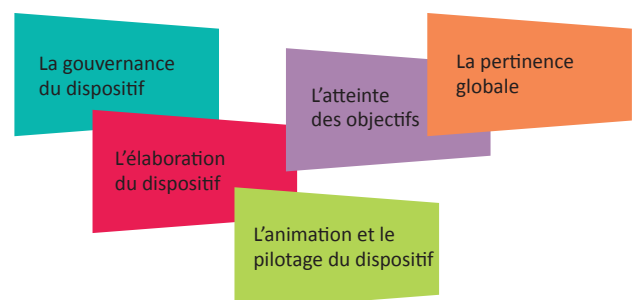 La gouvernance
du dispositif
L'élaboration
du dispositif
L'animation et le
pilotage du dispositif
L'atteinte
des objectifs
La pertinence
globale